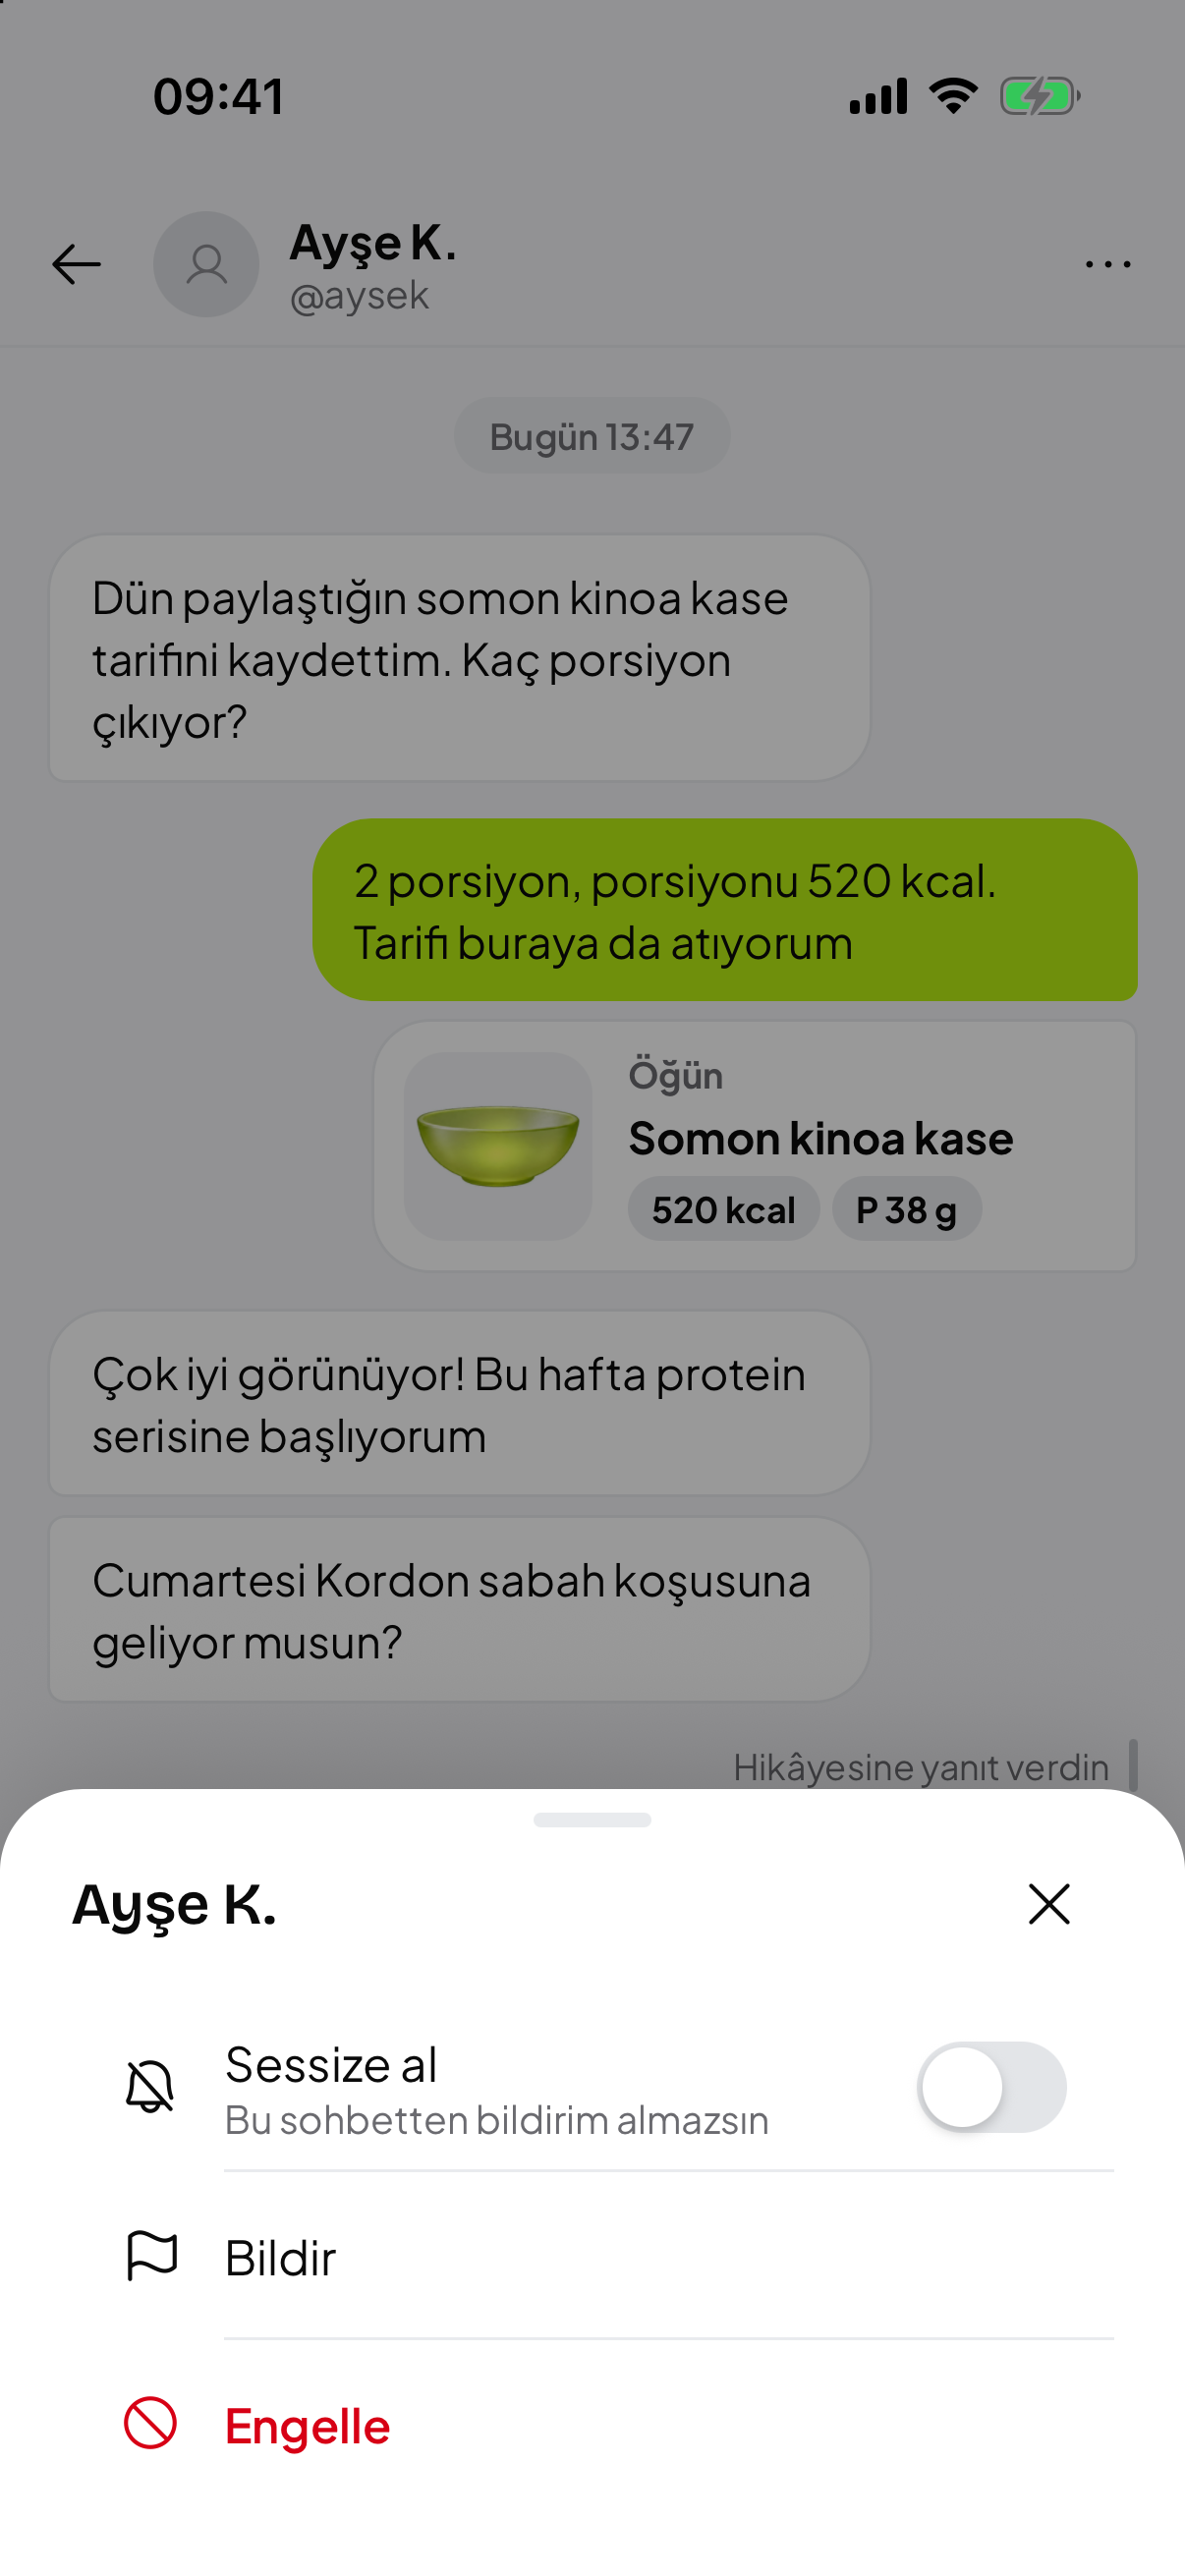 09:41
Ayşe K.
@aysek
Bugün 13:47
Dün paylaştığın somon kinoa kase
tarifini kaydettim. Kaç porsiyon
çıkıyor?
2 porsiyon, porsiyonu 520 kcal.
Tarifi buraya da atıyorum
Öğün
Somon kinoa kase
520 kcal
P 38 g
Çok iyi görünüyor! Bu hafta protein
serisine başlıyorum
Cumartesi Kordon sabah koşusuna
geliyor musun?
Hikâyesine yanıt verdin
Ayşe K.
Sessize al
Bu sohbetten bildirim almazsın
Bildir
Engelle